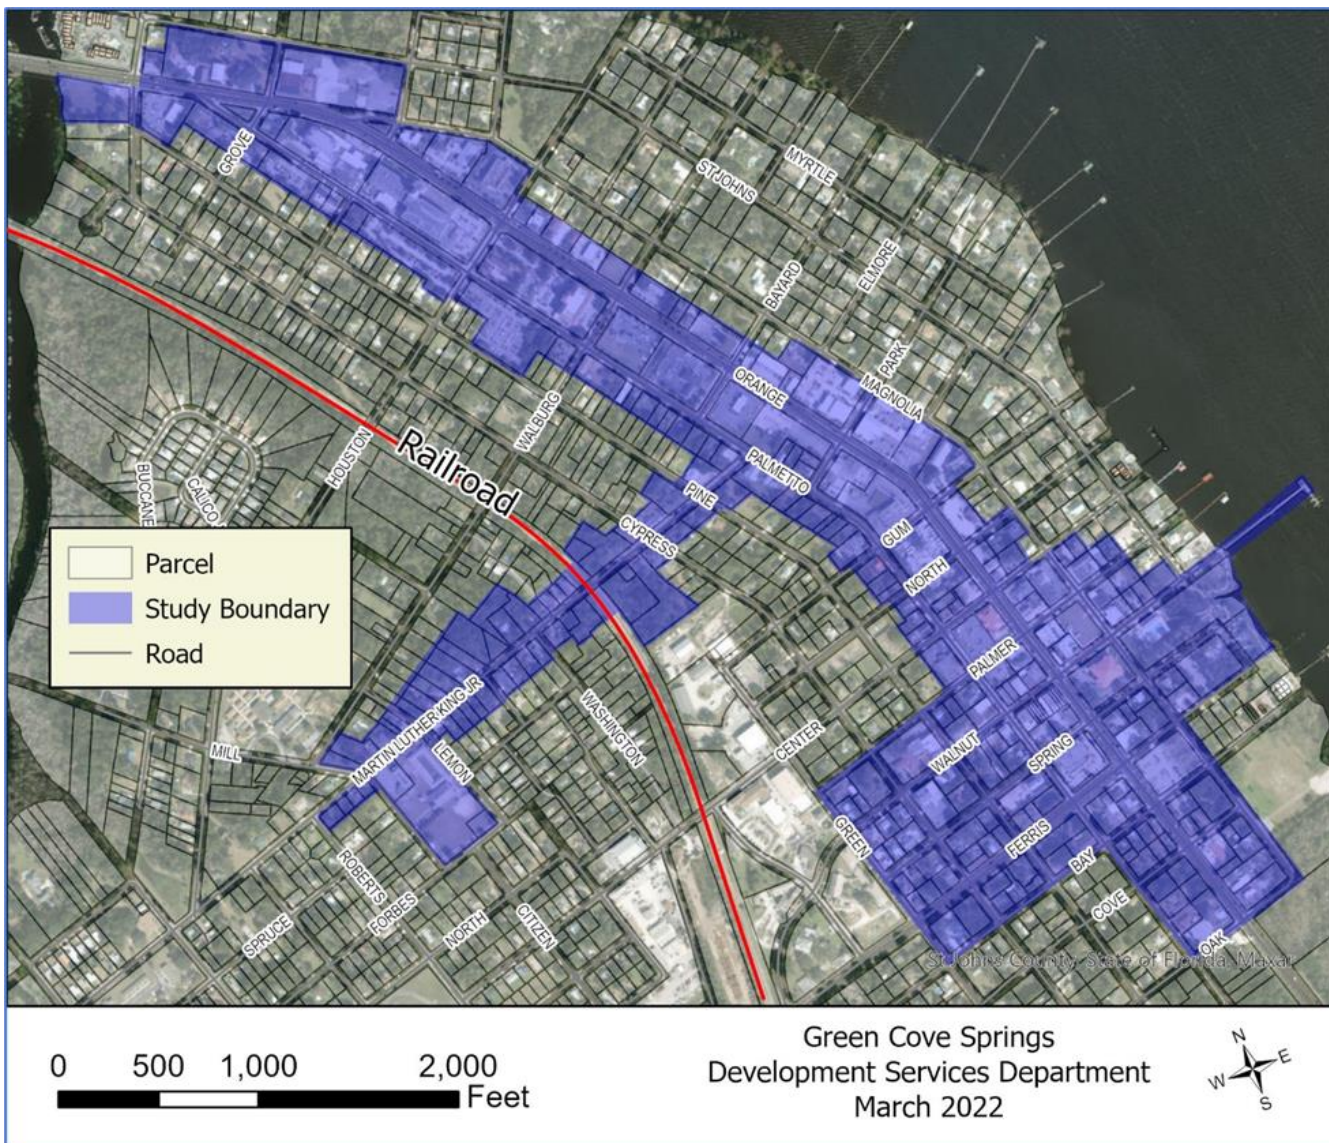 GROVE
MYRTLE
ST JOHNS
ELMORE
BAYARD
PARK
MAGNOLIA
ORANGE
WALBURG
HOUSTON
Railroad
PALMETTO
PINE
CYPRESS
BUCCANE
CALICO
GUM
NORTH
PALMER
Parcel
Study Boundary
Road
MARTIN LUTHER KING JR
WASHINGTON
CENTER
WALNUT
SPRING
MILL
LEMON
GREEN
FERRIS
BAY
COVE
OAK
ROBERTS
FORBES
SPRUCE
NORTH
CITIZEN
St Johns County, State of Florida, Maxar
0 500 1,000 2,000
Feet
Green Cove Springs
Development Services Department
March 2022
N
E
W
S